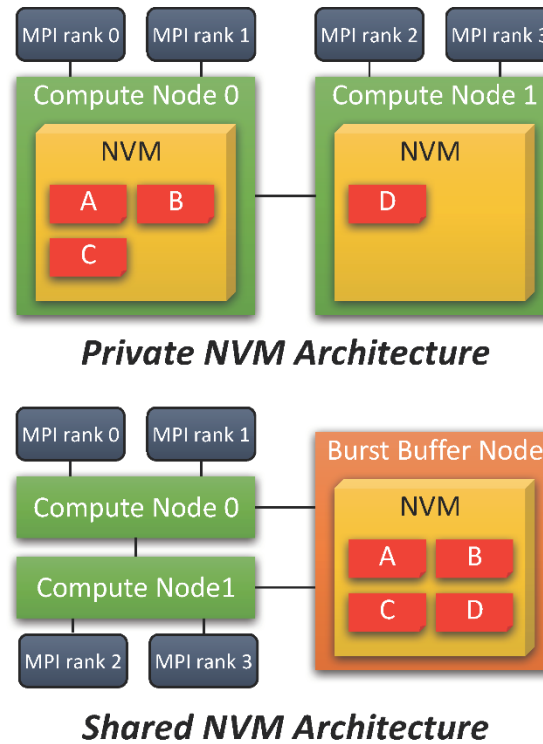 MPI rank 0 MPI rank 1 MPI rank 2 MPI rank 3
Compute Node 0 Compute Node 1
NVM NVM
A B D
C
Private NVM Architecture
MPI rank 0 MPI rank 1
Burst Buffer Node
Compute Node 0 NVM
A B
Compute Node1
C D
MPI rank 2 MPI rank 3
Shared NVM Architecture